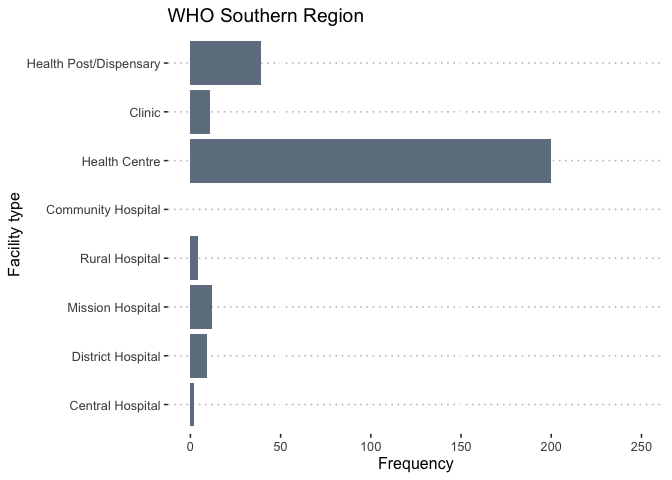 WHO Southern Region
Health Post/Dispensary
Clinic
Health Centre
Community Hospital
Rural Hospital
Mission Hospital
District Hospital
Central Hospital
Facility type
0 50 100 150 200 250
Frequency